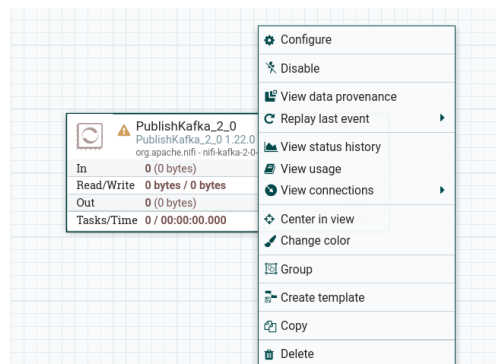 PublishKafka_2_0
PublishKafka_2_0 1.22.0
org.apache.nifi - nifi-kafka-2-0-
In 0 (0 bytes)
Read/Write 0 bytes / 0 bytes
Out 0 (0 bytes)
Tasks/Time 0 / 00:00:00.000
Configure
Disable
View data provenance
Replay last event
View status history
View usage
View connections
Center in view
Change color
Group
Create template
Copy
Delete